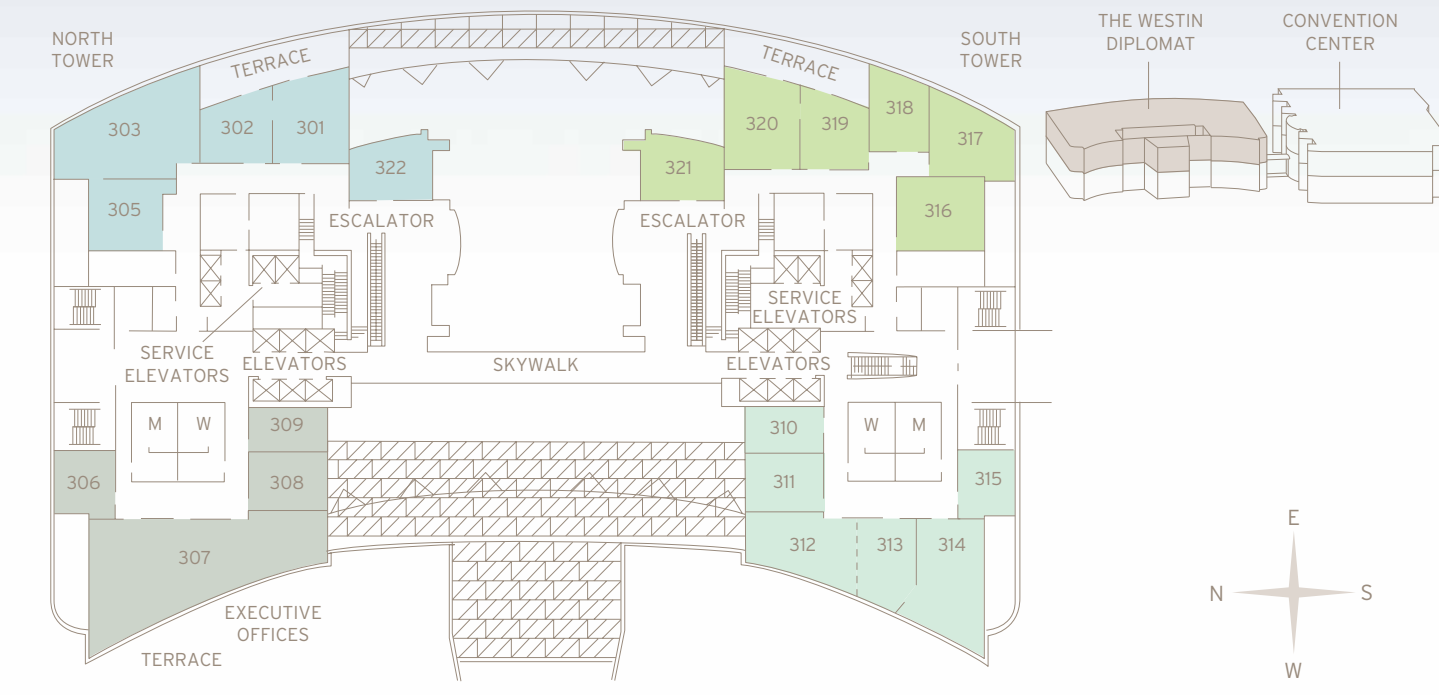 THE WESTIN
DIPLOMAT
CONVENTION
CENTER
NORTH
TOWER
SOUTH
TOWER
TERRACE
TERRACE
303
302
301
322
321
320
319
318
317
305
316
ESCALATOR
ESCALATOR
SERVICE
ELEVATORS
SERVICE
ELEVATORS
ELEVATORS
SKYWALK
ELEVATORS
M
W
309
310
W
M
306
308
311
315
307
312
313
314
EXECUTIVE
OFFICES
TERRACE
E
N
S
W